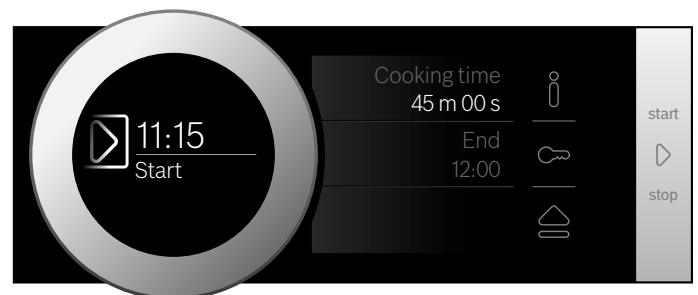 11:15
Start
Cooking time
45 m 00 s
End
12:00
start
stop